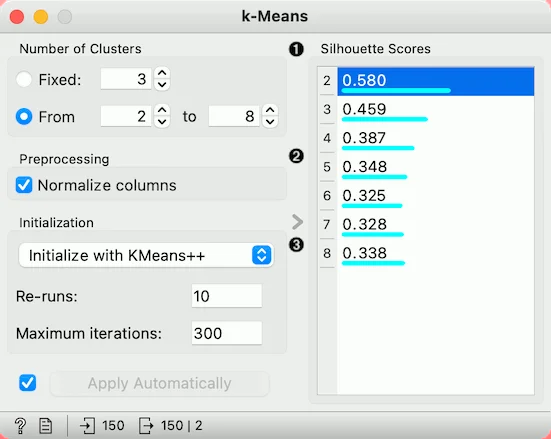 k-Means
Number of Clusters
Fixed: 3
From 2 to 8
Preprocessing
Normalize columns
Initialization
Initialize with KMeans++
Re-runs: 10
Maximum iterations: 300
Apply Automatically
❶
❷
❸
Silhouette Scores
2 0.580
3 0.459
4 0.387
5 0.348
6 0.325
7 0.328
8 0.338
? 150 150 | 2